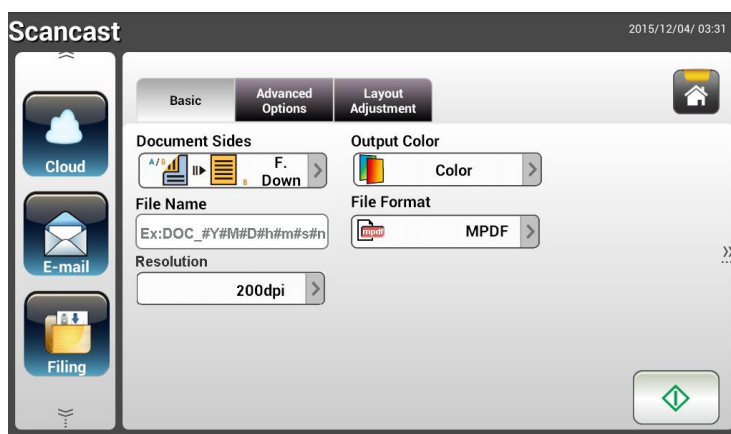 Scancast
2015/12/04/ 03:31
Basic
Advanced
Options
Layout
Adjustment
Cloud
E-mail
Filing
Document Sides
A/B
F.
Down
B
Output Color
Color
File Name
Ex:DOC_#Y#M#D#h#m#s#n
File Format
mpdf
MPDF
Resolution
200dpi